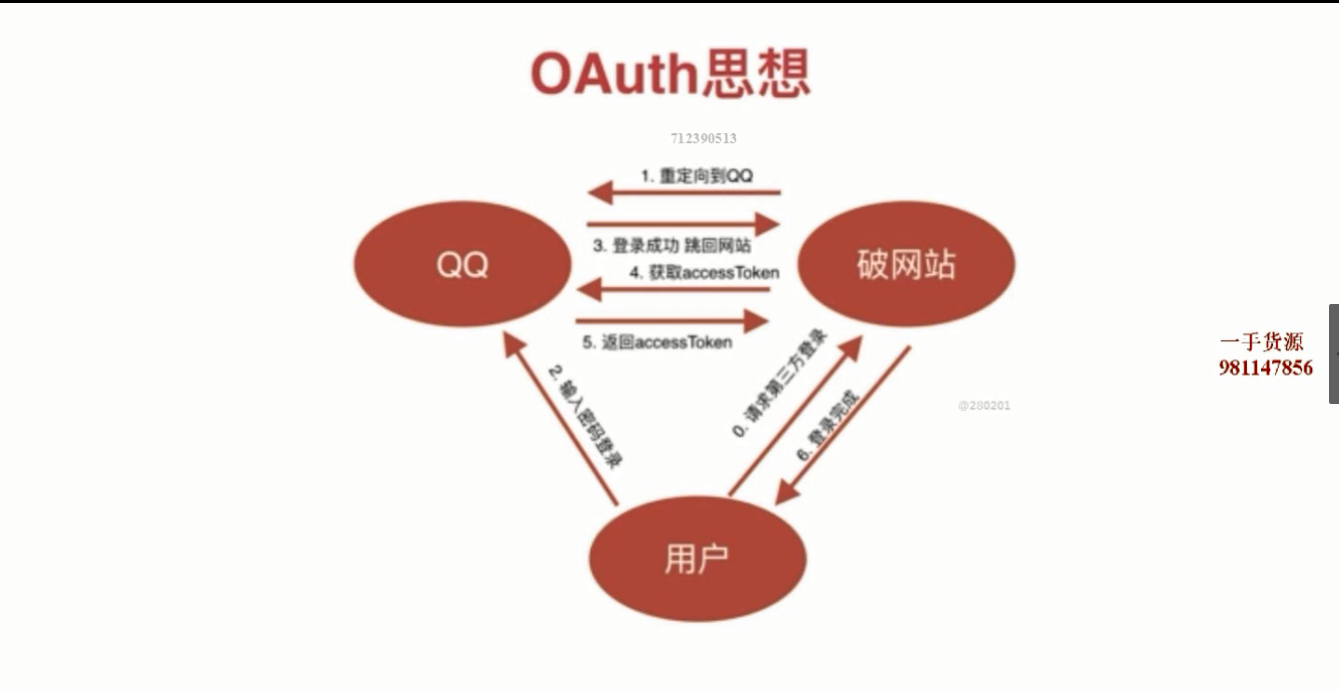 OAuth思想
712390513
1. 重定向到QQ
3. 登录成功 跳回网站
4. 获取accessToken
5. 返回accessToken
QQ
破网站
2. 输入密码登录
0. 请求第三方登录
6. 登录完成
用户
一手货源
981147856
@280201